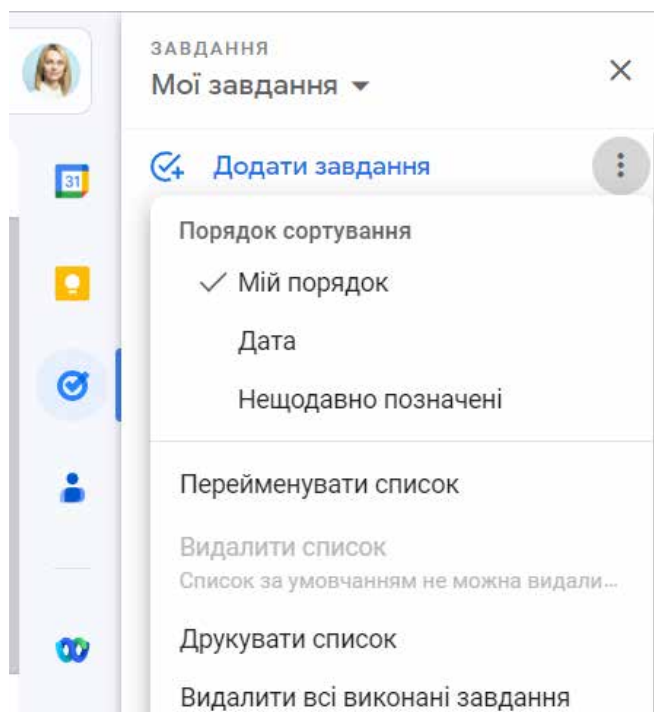 ЗАВДАННЯ
Мої завдання
31
Додати завдання
Порядок сортування
Мій порядок
Дата
Нещодавно позначені
Перейменувати список
Видалити список
Список за умовчанням не можна видали...
Друкувати список
Видалити всі виконані завдання